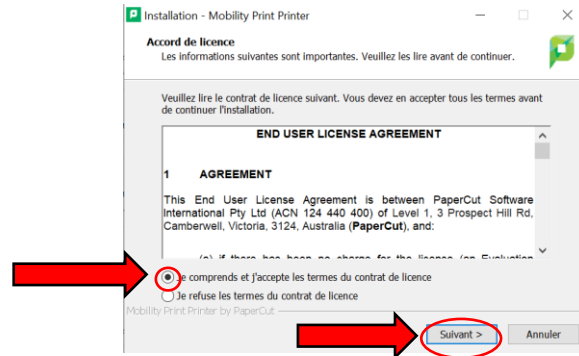 Installation - Mobility Print Printer
Accord de licence
Les informations suivantes sont importantes. Veuillez les lire avant de continuer.
Veuillez lire le contrat de licence suivant. Vous devez en accepter tous les termes avant
de continuer l'installation.
END USER LICENSE AGREEMENT
1 AGREEMENT
This End User License Agreement is between PaperCut Software
International Pty Ltd (ACN 124 440 400) of Level 1, 3 Prospect Hill Rd,
Camberwell, Victoria, 3124, Australia (PaperCut), and:
(a) if there has been no charge for the license (an Evaluation
Je comprends et j'accepte les termes du contrat de licence
Je refuse les termes du contrat de licence
Mobility Print Printer by PaperCut
Suivant >
Annuler